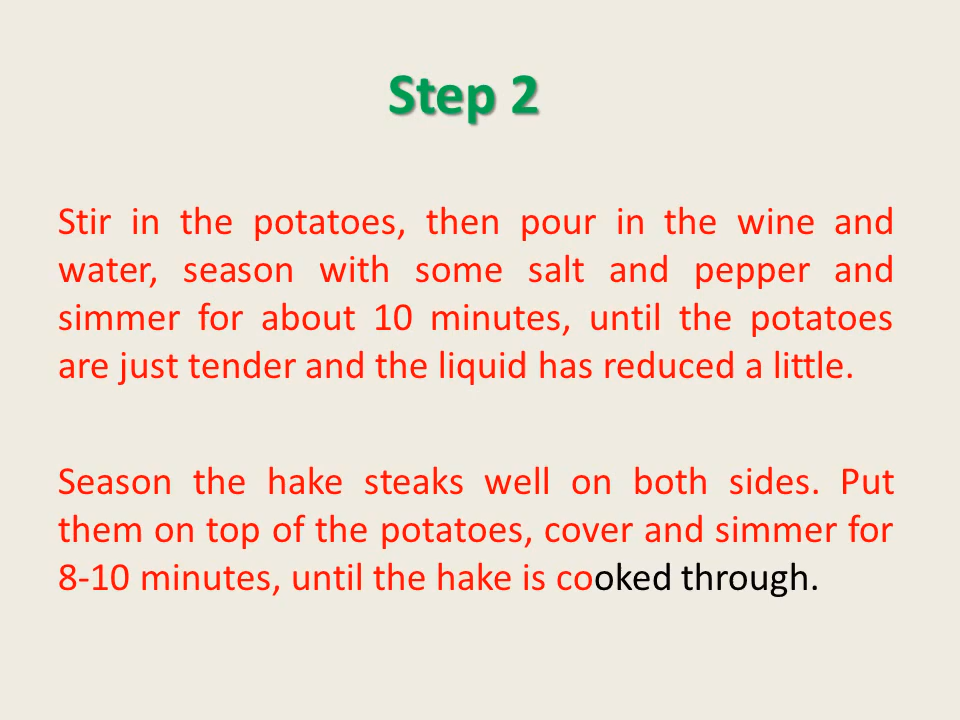 Step 2
Stir in the potatoes, then pour in the wine and
water, season with some salt and pepper and
simmer for about 10 minutes, until the potatoes
are just tender and the liquid has reduced a little.
Season the hake steaks well on both sides. Put
them on top of the potatoes, cover and simmer for
8-10 minutes, until the hake is cooked through.